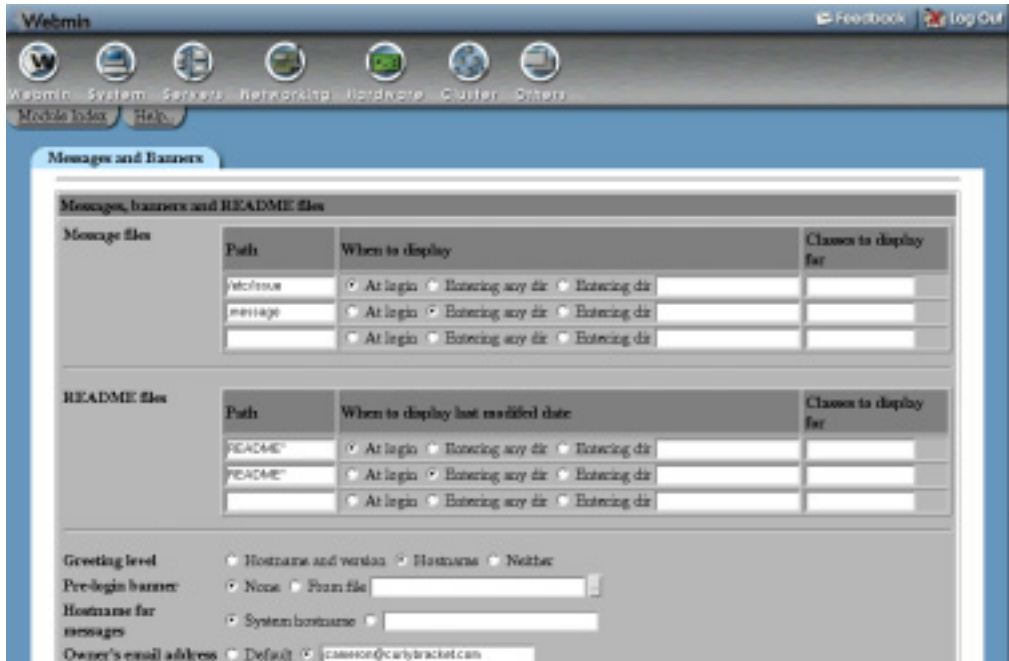 Webmin
Feedback Log Out
Webmin System Servers Networking Hardware Cluster Others
Module Index Help..
Messages and Banners
Messages, banners and README files
Message files
Path When to display Classes to display for
/etc/issue At login Entering any dir Entering dir
.message At login Entering any dir Entering dir
At login Entering any dir Entering dir
README files
Path When to display last modifed date Classes to display for
README* At login Entering any dir Entering dir
README* At login Entering any dir Entering dir
At login Entering any dir Entering dir
Greeting level Hostname and version Hostname Neither
Pre-login banner None From file
Hostname for messages System hostname
Owner's email address Default cameron@curlybracket.com